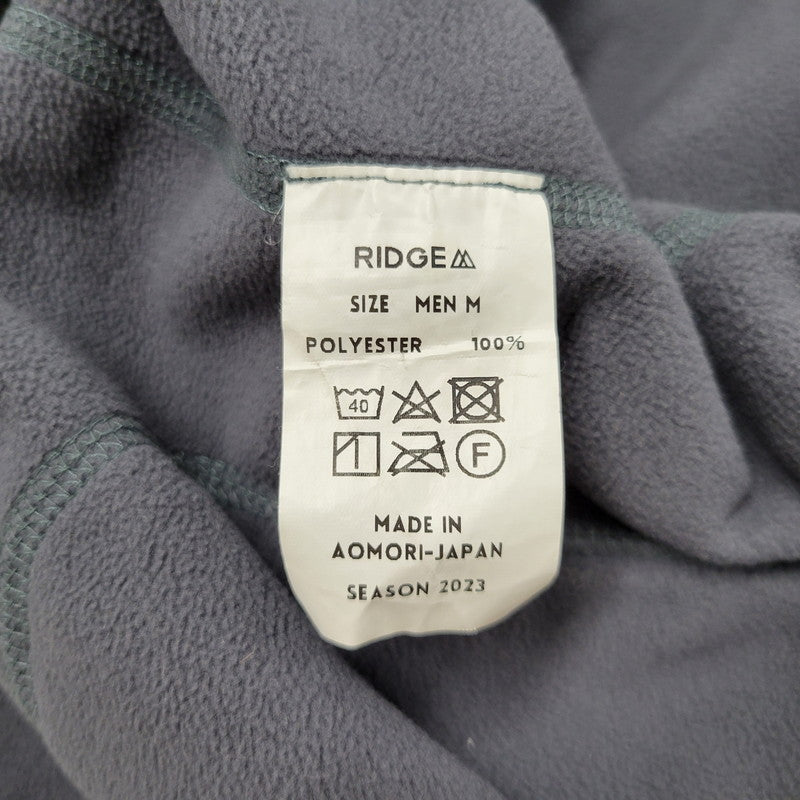 RIDGE
SIZE MEN M
POLYESTER 100%
40
F
MADE IN
AOMORI-JAPAN
SEASON 2023